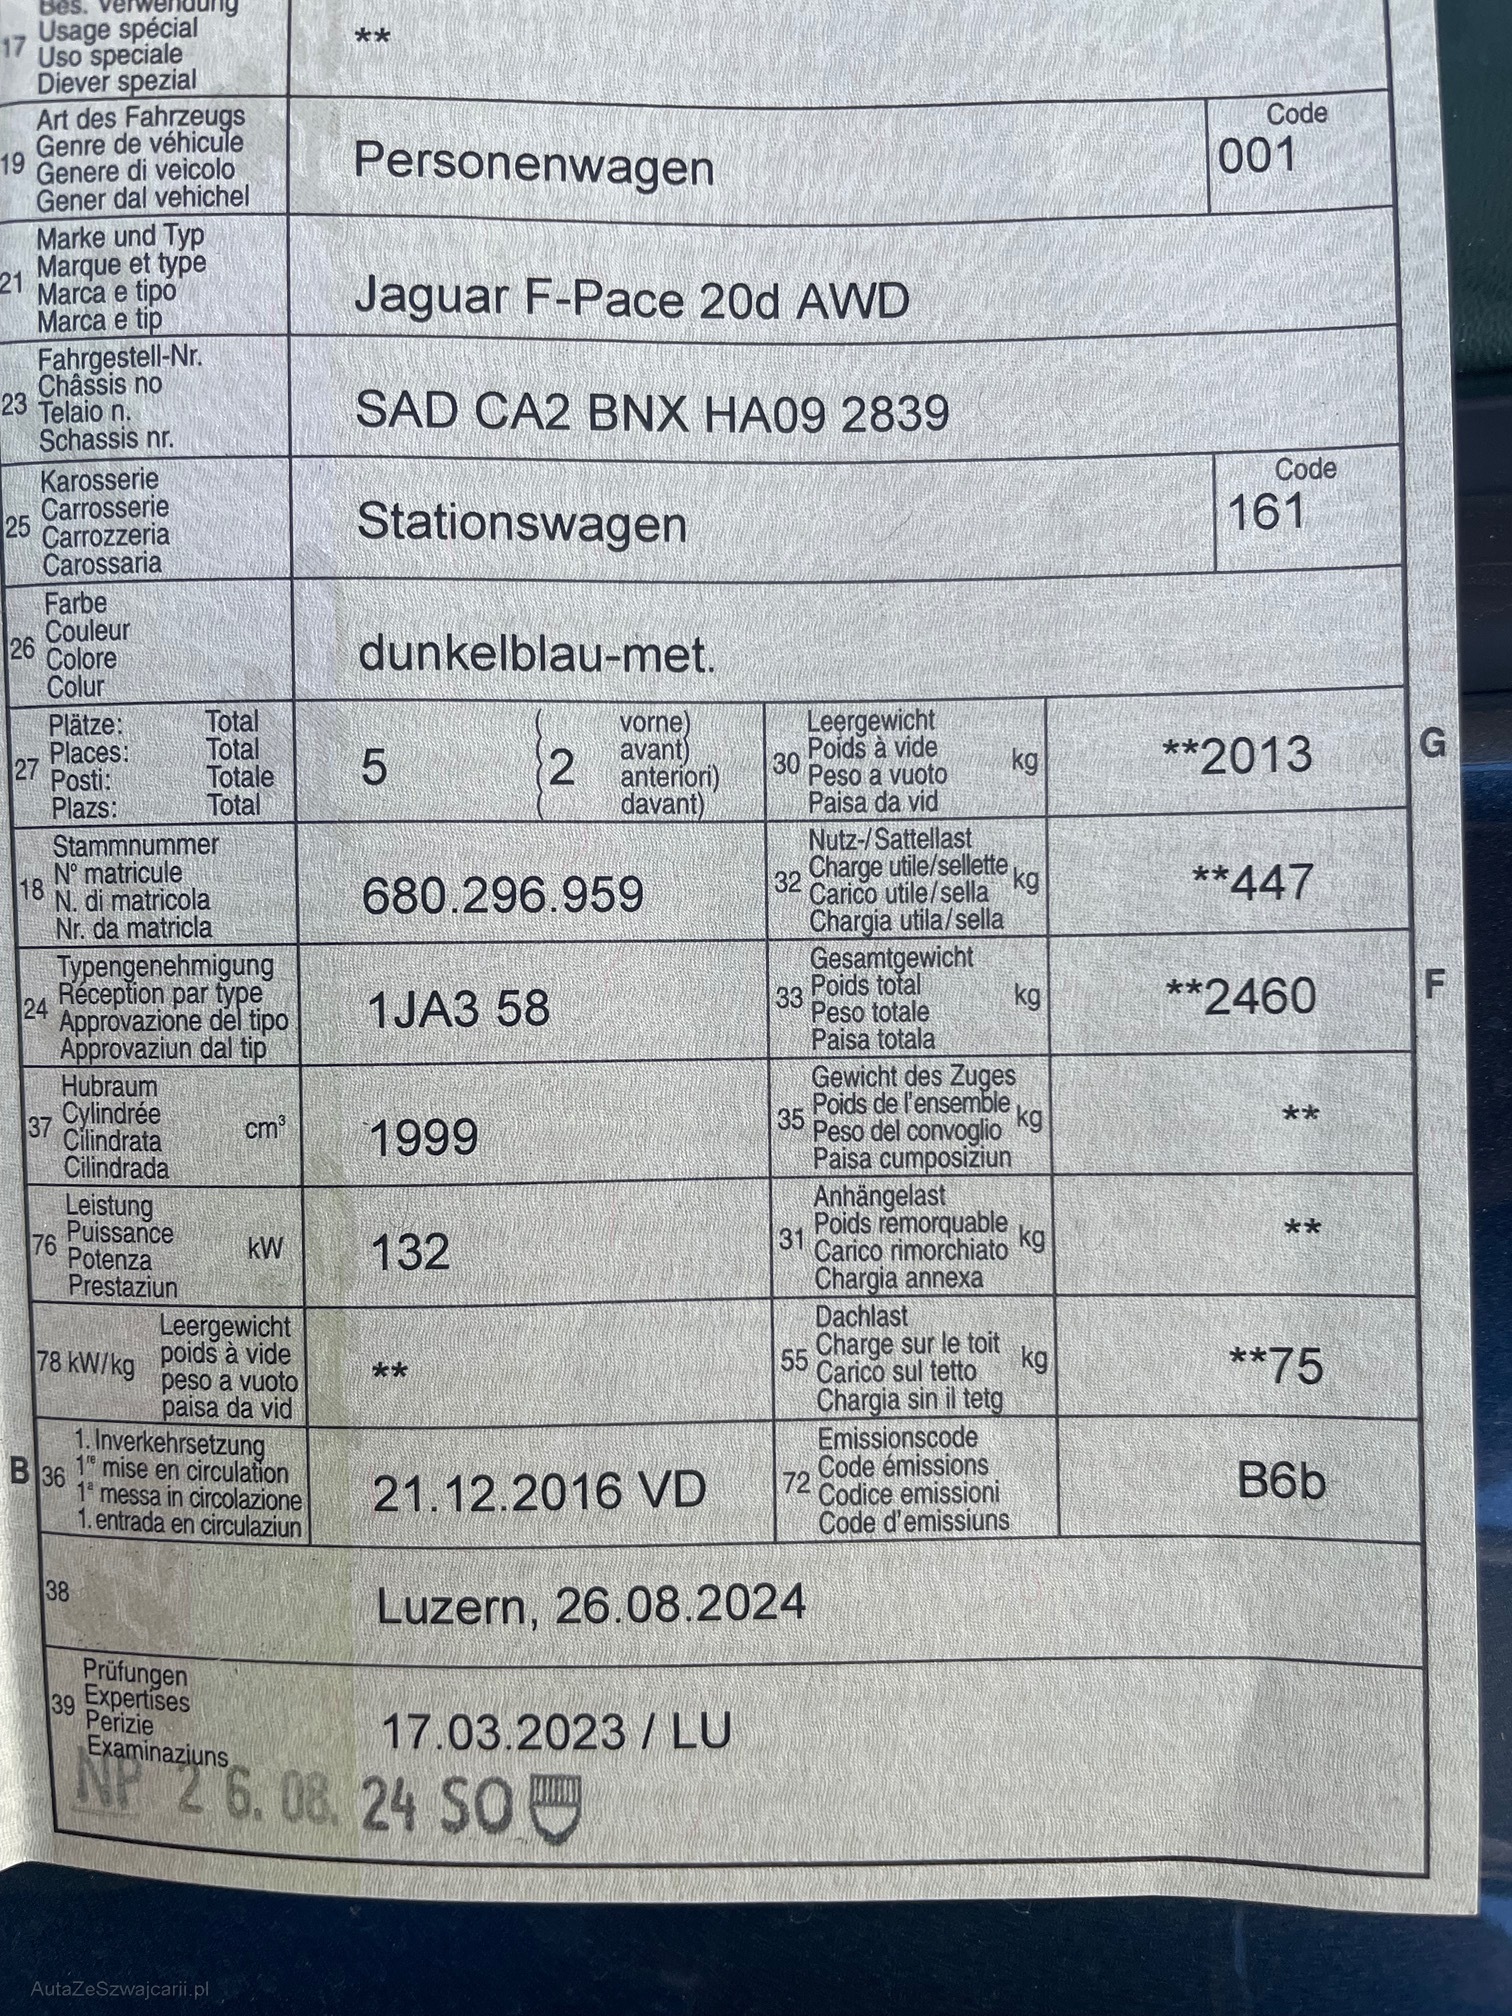 Bes. Verwendung
17 Usage spécial
Uso speciale
Diever spezial
**
19 Art des Fahrzeugs
Genre de véhicule
Genere di veicolo
Gener dal vehichel
Personenwagen
Code
001
21 Marke und Typ
Marque et type
Marca e tipo
Marca e tip
Jaguar F-Pace 20d AWD
23 Fahrgestell-Nr.
Châssis no
Telaio n.
Schassis nr.
SAD CA2 BNX HA09 2839
25 Karosserie
Carrosserie
Carrozzeria
Carossaria
Stationswagen
Code
161
26 Farbe
Couleur
Colore
Colur
dunkelblau-met.
27 Plätze: Total
Places: Total
Posti: Totale
Plazs: Total
5
(2 vorne)
avant)
anteriori)
davant)
30 Leergewicht
Poids à vide kg
Peso a vuoto
Paisa da vid
**2013
G
18 Stammnummer
N° matricule
N. di matricola
Nr. da matricla
680.296.959
32 Nutz-/Sattellast
Charge utile/sellette kg
Carico utile/sella
Chargia utila/sella
**447
24 Typengenehmigung
Réception par type
Approvazione del tipo
Approvaziun dal tip
1JA3 58
33 Gesamtgewicht
Poids total kg
Peso totale
Paisa totala
**2460
F
37 Hubraum
Cylindrée cm³
Cilindrata
Cilindrada
1999
35 Gewicht des Zuges
Poids de l'ensemble kg
Peso del convoglio
Paisa cumposiziun
**
76 Leistung
Puissance kW
Potenza
Prestaziun
132
31 Anhängelast
Poids remorquable kg
Carico rimorchiato
Chargia annexa
**
78 kW/kg Leergewicht
poids à vide
peso a vuoto
paisa da vid
**
55 Dachlast
Charge sur le toit kg
Carico sul tetto
Chargia sin il tetg
**75
B 36 1. Inverkehrsetzung
1re mise en circulation
1a messa in circolazione
1. entrada en circulaziun
21.12.2016 VD
72 Emissionscode
Code émissions
Codice emissioni
Code d'emissiuns
B6b
38
Luzern, 26.08.2024
39 Prüfungen
Expertises
Perizie
Examinaziuns
17.03.2023 / LU
NP 26.08.24 SO
AutaZeSzwajcarii.pl